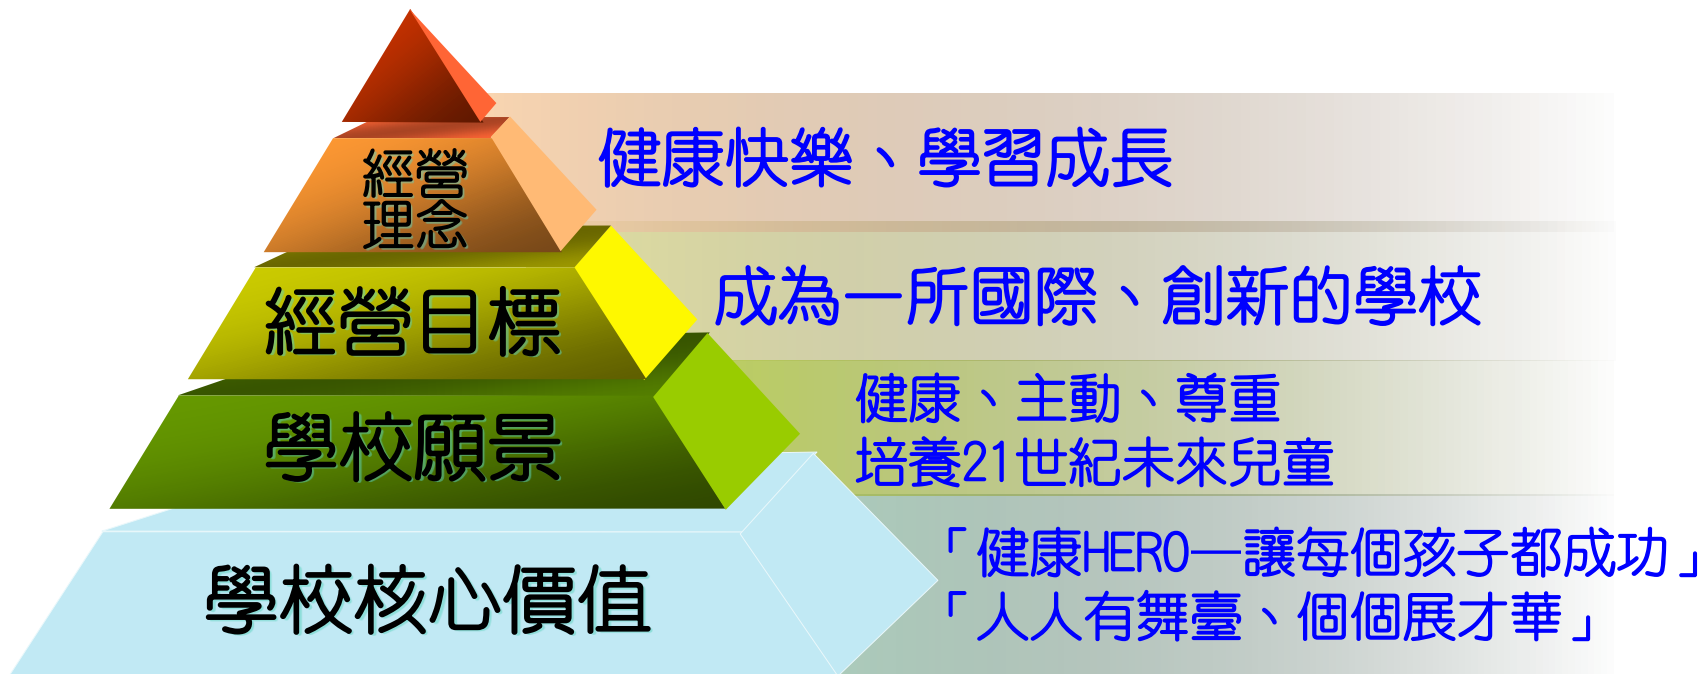 經營
理念
健康快樂、學習成長
經營目標
成為一所國際、創新的學校
學校願景
健康、主動、尊重
培養21世紀未來兒童
學校核心價值
「健康HERO—讓每個孩子都成功」
「人人有舞臺、個個展才華」